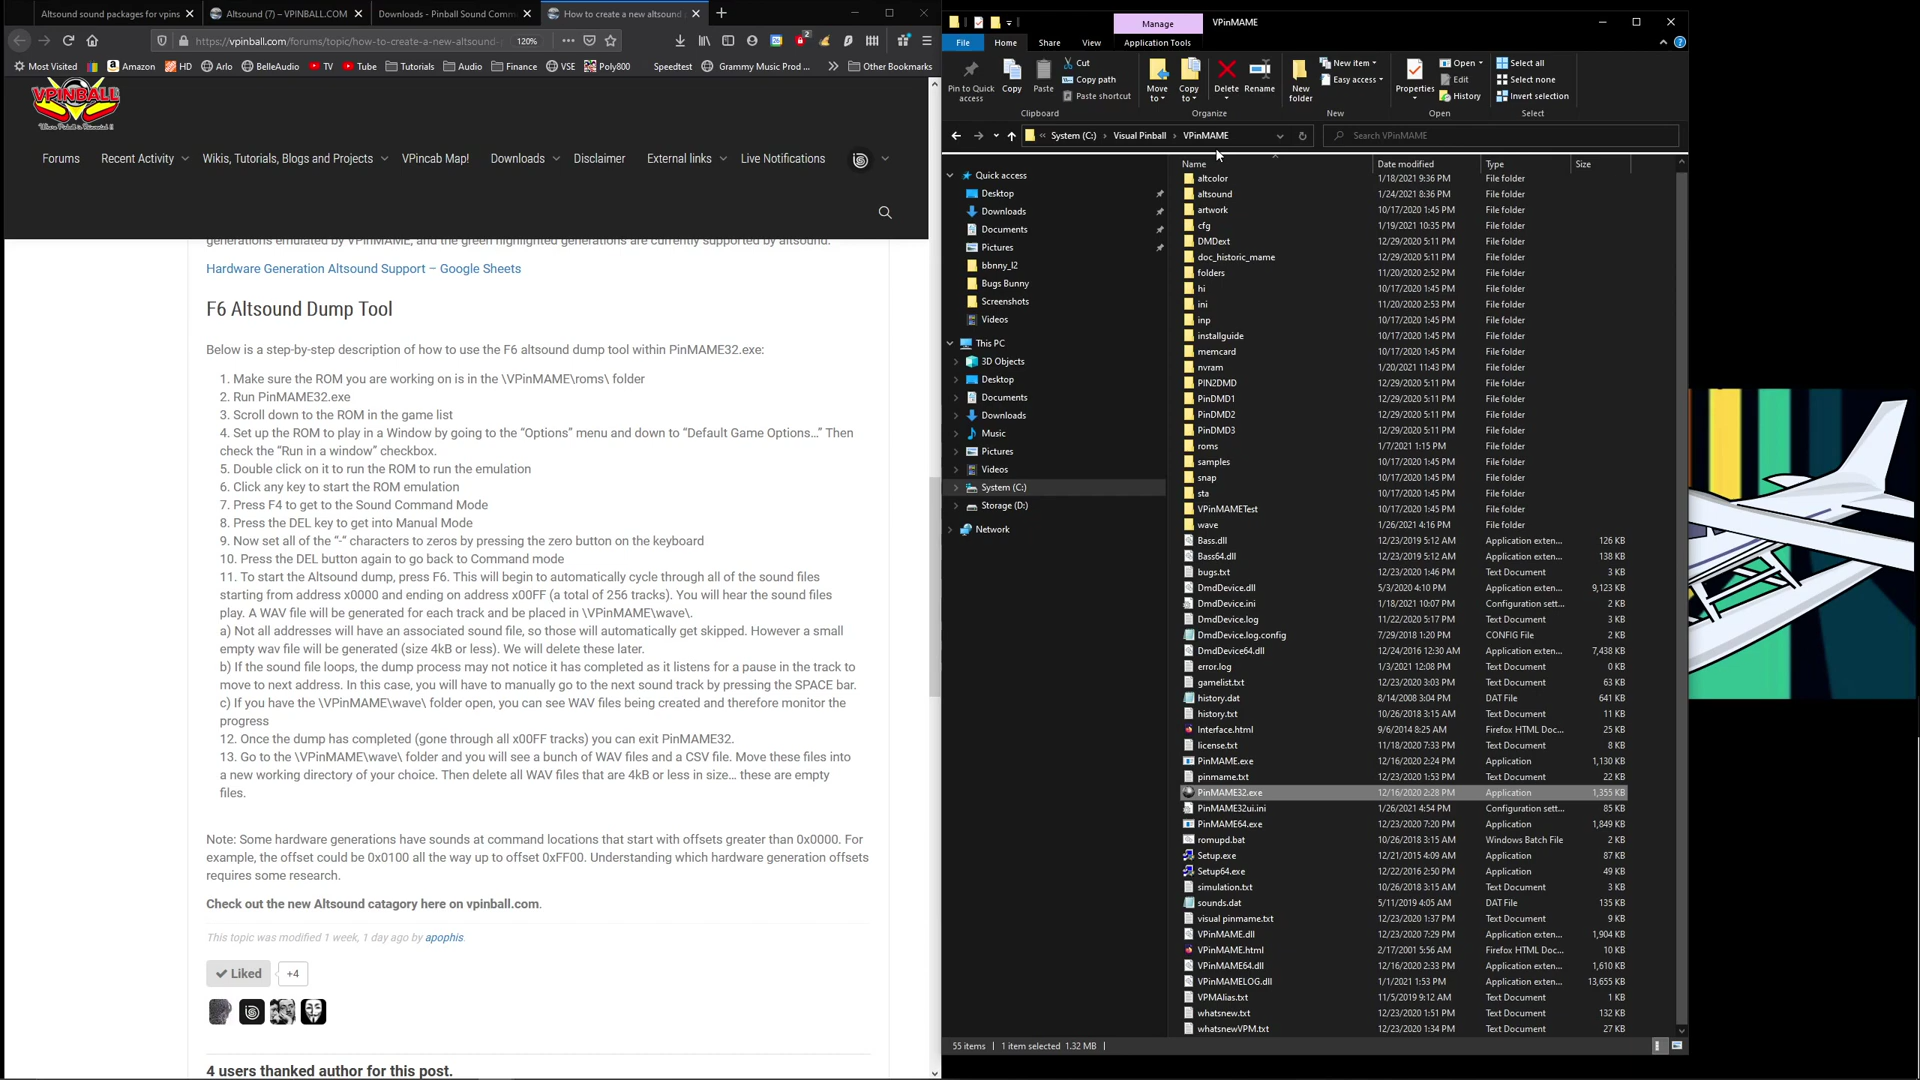 Altsound sound packages for vpins
Altsound (7) – VPINBALL.COM
Downloads - Pinball Sound Comm
How to create a new altsound
https://vpinball.com/forums/topic/how-to-create-a-new-altsound-
120%
2
Most Visited
Amazon
HD
Arlo
BelleAudio
TV
Tube
Tutorials
Audio
Finance
VSE
Poly800
Speedtest
Grammy Music Prod ...
Other Bookmarks
VPINBALL
Forums
Recent Activity
Wikis, Tutorials, Blogs and Projects
VPincab Map!
Downloads
Disclaimer
External links
Live Notifications
generations emulated by VPinMAME, and the green highlighted generations are currently supported by altsound.
Hardware Generation Altsound Support – Google Sheets
F6 Altsound Dump Tool
Below is a step-by-step description of how to use the F6 altsound dump tool within PinMAME32.exe:
1. Make sure the ROM you are working on is in the \VPinMAME\roms\ folder
2. Run PinMAME32.exe
3. Scroll down to the ROM in the game list
4. Set up the ROM to play in a Window by going to the “Options” menu and down to “Default Game Options…” Then
check the “Run in a window” checkbox.
5. Double click on it to run the ROM to run the emulation
6. Click any key to start the ROM emulation
7. Press F4 to get to the Sound Command Mode
8. Press the DEL key to get into Manual Mode
9. Now set all of the “-“ characters to zeros by pressing the zero button on the keyboard
10. Press the DEL button again to go back to Command mode
11. To start the Altsound dump, press F6. This will begin to automatically cycle through all of the sound files
starting from address x0000 and ending on address x00FF (a total of 256 tracks). You will hear the sound files
play. A WAV file will be generated for each track and be placed in \VPinMAME\wave\.
a) Not all addresses will have an associated sound file, so those will automatically get skipped. However a small
empty wav file will be generated (size 4kB or less). We will delete these later.
b) If the sound file loops, the dump process may not notice it has completed as it listens for a pause in the track to
move to next address. In this case, you will have to manually go to the next sound track by pressing the SPACE bar.
c) If you have the \VPinMAME\wave\ folder open, you can see WAV files being created and therefore monitor the
progress
12. Once the dump has completed (gone through all x00FF tracks) you can exit PinMAME32.
13. Go to the \VPinMAME\wave\ folder and you will see a bunch of WAV files and a CSV file. Move these files into
a new working directory of your choice. Then delete all WAV files that are 4kB or less in size… these are empty
files.
Note: Some hardware generations have sounds at command locations that start with offsets greater than 0x0000. For
example, the offset could be 0x0100 all the way up to offset 0xFF00. Understanding which hardware generation offsets
requires some research.
Check out the new Altsound catagory here on vpinball.com.
This topic was modified 1 week, 1 day ago by apophis.
Liked
+4
4 users thanked author for this post.
Manage
VPinMAME
File
Home
Share
View
Application Tools
Pin to Quick access
Copy
Paste
Cut
Copy path
Paste shortcut
Move to
Copy to
Delete
Rename
New folder
New item
Easy access
Properties
Open
Edit
History
Select all
Select none
Invert selection
Clipboard
Organize
New
Open
Select
System (C:)
Visual Pinball
VPinMAME
Search VPinMAME
Quick access
Desktop
Downloads
Documents
Pictures
bbnny_l2
Bugs Bunny
Screenshots
Videos
This PC
3D Objects
Desktop
Documents
Downloads
Music
Pictures
Videos
System (C:)
Storage (D:)
Network
Name Date modified Type Size
altcolor 1/18/2021 9:36 PM File folder
altsound 1/24/2021 8:36 PM File folder
artwork 10/17/2020 1:45 PM File folder
cfg 1/19/2021 10:35 PM File folder
DMDext 12/29/2020 5:11 PM File folder
doc_historic_mame 12/29/2020 5:11 PM File folder
folders 11/20/2020 2:52 PM File folder
hi 10/17/2020 1:45 PM File folder
ini 11/20/2020 2:53 PM File folder
inp 10/17/2020 1:45 PM File folder
installguide 10/17/2020 1:45 PM File folder
memcard 10/17/2020 1:45 PM File folder
nvram 1/20/2021 11:43 PM File folder
PIN2DMD 12/29/2020 5:11 PM File folder
PinDMD1 12/29/2020 5:11 PM File folder
PinDMD2 12/29/2020 5:11 PM File folder
PinDMD3 12/29/2020 5:11 PM File folder
roms 1/7/2021 1:15 PM File folder
samples 10/17/2020 1:45 PM File folder
snap 10/17/2020 1:45 PM File folder
sta 10/17/2020 1:45 PM File folder
VPinMAMETest 10/17/2020 1:45 PM File folder
wave 1/26/2021 4:16 PM File folder
Bass.dll 12/23/2019 5:12 AM Application exten... 126 KB
Bass64.dll 12/23/2019 5:12 AM Application exten... 138 KB
bugs.txt 12/23/2020 1:46 PM Text Document 3 KB
DmdDevice.dll 5/3/2020 4:10 PM Application exten... 9,123 KB
DmdDevice.ini 1/18/2021 10:07 PM Configuration sett... 2 KB
DmdDevice.log 11/22/2020 5:17 PM Text Document 2 KB
DmdDevice.log.config 7/29/2018 1:20 PM CONFIG File 2 KB
DmdDevice64.dll 12/24/2016 12:30 AM Application exten... 7,438 KB
error.log 1/3/2021 12:08 PM Text Document 0 KB
gamelist.txt 12/23/2020 3:03 PM Text Document 63 KB
history.dat 8/14/2008 3:04 PM DAT File 641 KB
history.txt 10/26/2018 3:15 AM Text Document 11 KB
Interface.html 9/6/2014 8:25 AM Firefox HTML Doc... 25 KB
license.txt 11/18/2020 7:33 PM Text Document 8 KB
PinMAME.exe 12/16/2020 2:24 PM Application 1,130 KB
pinmame.txt 12/23/2020 1:53 PM Text Document 22 KB
PinMAME32.exe 12/16/2020 2:28 PM Application 1,355 KB
PinMAME32ui.ini 1/26/2021 4:54 PM Configuration sett... 85 KB
PinMAME64.exe 12/23/2020 7:20 PM Application 1,849 KB
romupd.bat 10/26/2018 3:15 AM Windows Batch File 2 KB
Setup.exe 12/21/2015 4:09 AM Application 87 KB
Setup64.exe 12/22/2016 2:50 PM Application 49 KB
simulation.txt 10/26/2018 3:15 AM Text Document 3 KB
sounds.dat 5/11/2019 4:05 AM DAT File 135 KB
visual pinmame.txt 12/23/2020 1:37 PM Text Document 9 KB
VPinMAME.dll 12/23/2020 7:29 PM Application exten... 1,904 KB
VPinMAME.html 2/17/2001 5:56 AM Firefox HTML Doc... 10 KB
VPinMAME64.dll 12/16/2020 2:33 PM Application exten... 1,610 KB
VPinMAMELOG.dll 1/1/2021 1:53 PM Application exten... 13,655 KB
VPMAlias.txt 11/5/2019 9:12 AM Text Document 1 KB
whatsnew.txt 12/23/2020 1:51 PM Text Document 132 KB
whatsnewVPM.txt 12/23/2020 1:34 PM Text Document 27 KB
55 items
1 item selected 1.32 MB